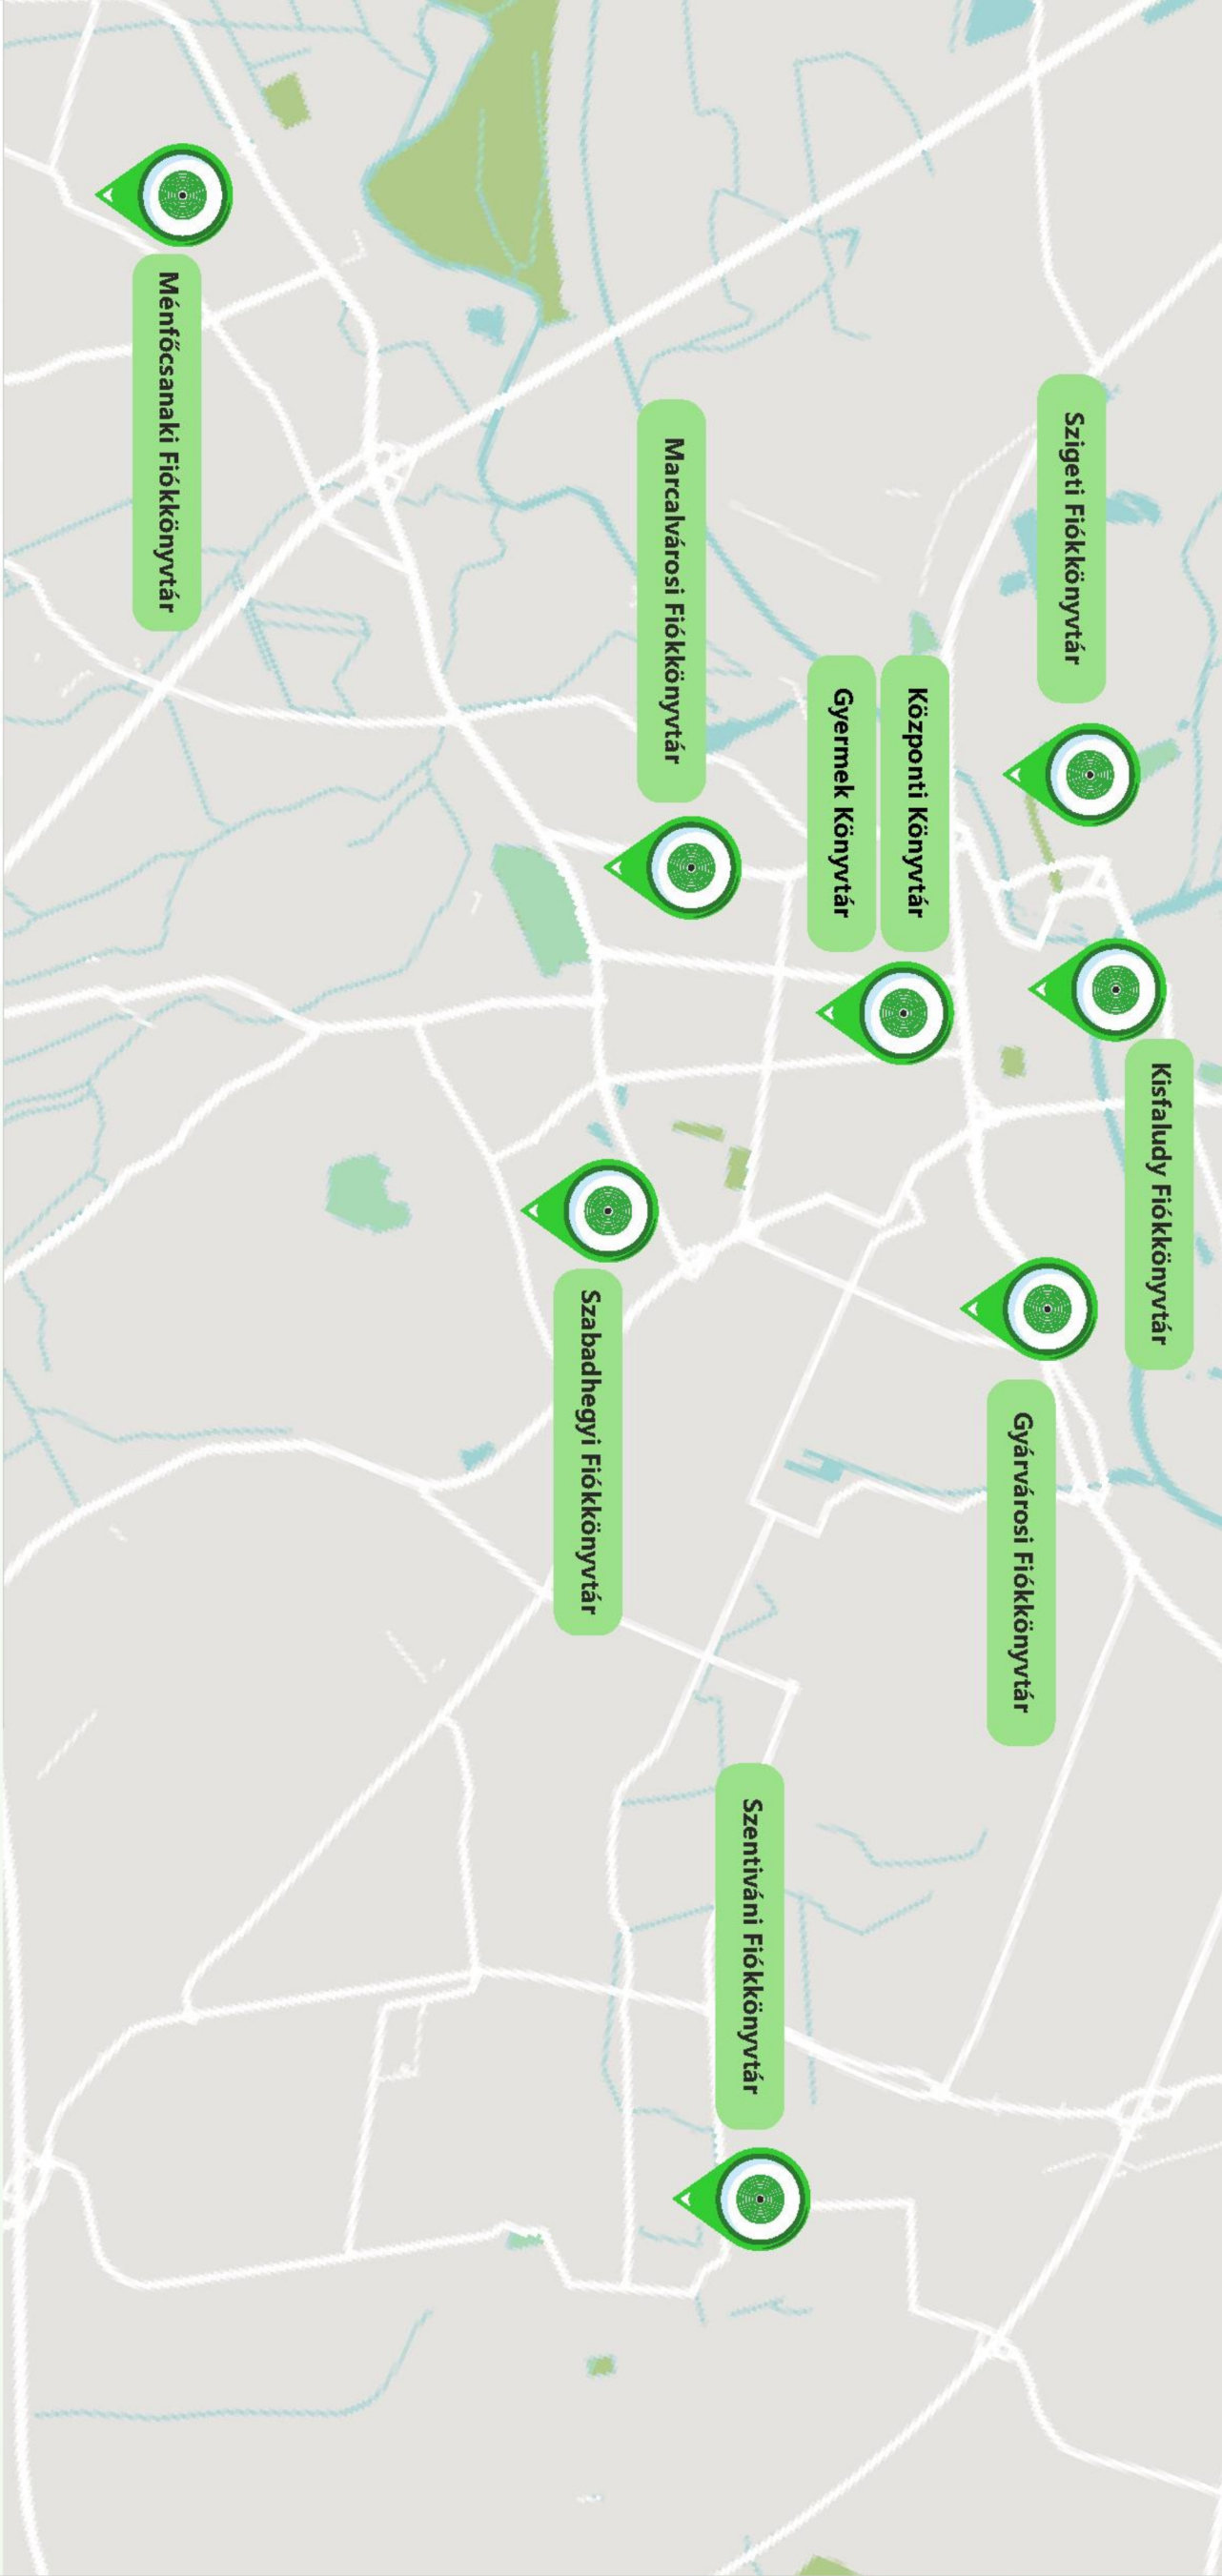 Kisfaludy Fiókkönyvtár
Szigeti Fiókkönyvtár
Gyárvárosi Fiókkönyvtár
Központi Könyvtár
Gyermek Könyvtár
Szentiváni Fiókkönyvtár
Marcalvárosi Fiókkönyvtár
Szabadhegyi Fiókkönyvtár
Ménfőcsanaki Fiókkönyvtár